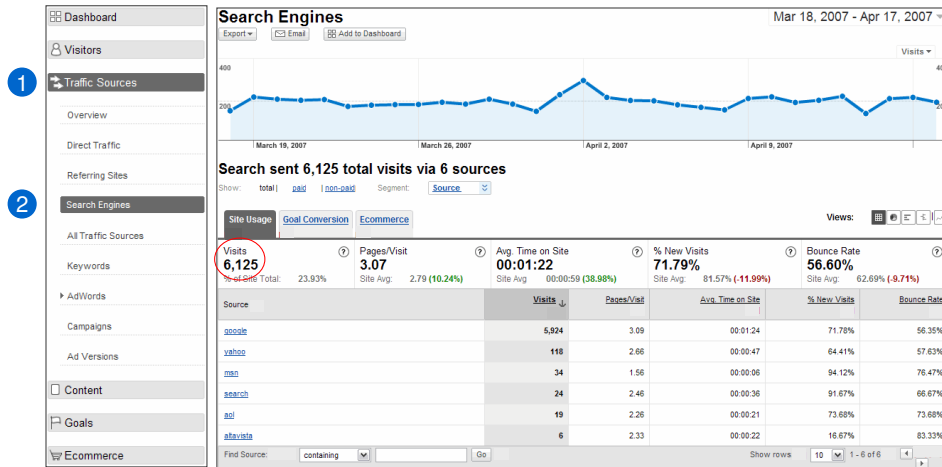 Dashboard
Visitors
1
Traffic Sources
Overview
Direct Traffic
Referring Sites
2
Search Engines
All Traffic Sources
Keywords
AdWords
Campaigns
Ad Versions
Content
Goals
Ecommerce
Search Engines
Mar 18, 2007 - Apr 17, 2007
Export Email Add to Dashboard
Visits
400 40
200 20
March 19, 2007 March 26, 2007 April 2, 2007 April 9, 2007
Search sent 6,125 total visits via 6 sources
Show: total | paid | non-paid Segment: Source
Site Usage Goal Conversion Ecommerce Views:
Visits ? Pages/Visit ? Avg. Time on Site ? % New Visits ? Bounce Rate ?
6,125 3.07 00:01:22 71.79% 56.60%
% of Site Total: 23.93% Site Avg: 2.79 (10.24%) Site Avg: 00:00:59 (38.98%) Site Avg: 81.57% (-11.99%) Site Avg: 62.69% (-9.71%)
Source Visits ↓ Pages/Visit Avg. Time on Site % New Visits Bounce Rate
google 5,924 3.09 00:01:24 71.78% 56.35%
yahoo 118 2.66 00:00:47 64.41% 57.63%
msn 34 1.56 00:00:06 94.12% 76.47%
search 24 2.46 00:00:36 91.67% 66.67%
aol 19 2.26 00:00:21 73.68% 73.68%
altavista 6 2.33 00:00:22 16.67% 83.33%
Find Source: containing Go Show rows 10 1 - 6 of 6